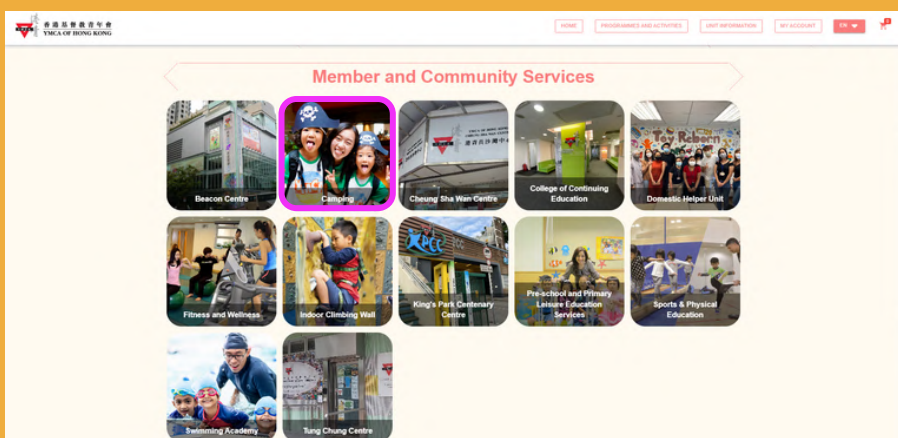 香港基督教青年會
YMCA OF HONG KONG
HOME
PROGRAMMES AND ACTIVITIES
UNIT INFORMATION
MY ACCOUNT
EN
Member and Community Services
Beacon Centre
Camping
Cheung Sha Wan Centre
College of Continuing
Education
Toy Reborn
Domestic Helper Unit
Fitness and Wellness
Indoor Climbing Wall
KPCC
King's Park Centenary
Centre
Pre-school and Primary
Leisure Education
Services
Sports & Physical
Education
Swimming Academy
Tung Chung Centre